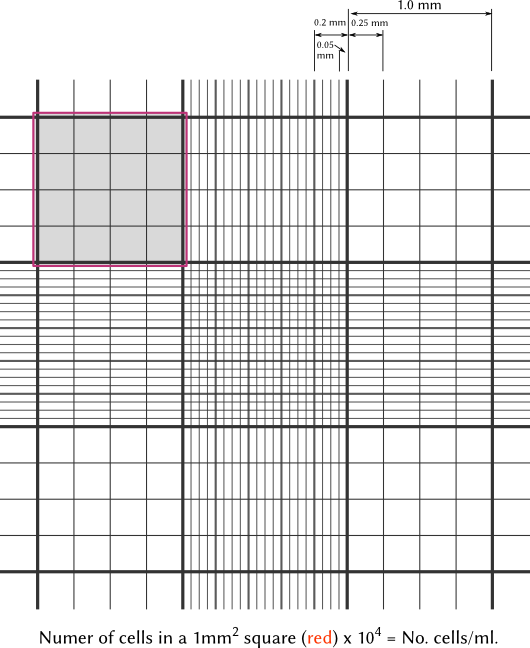 1.0 mm
0.2 mm
0.25 mm
0.05
mm
Numer of cells in a 1mm² square (red) x 10⁴ = No. cells/ml.